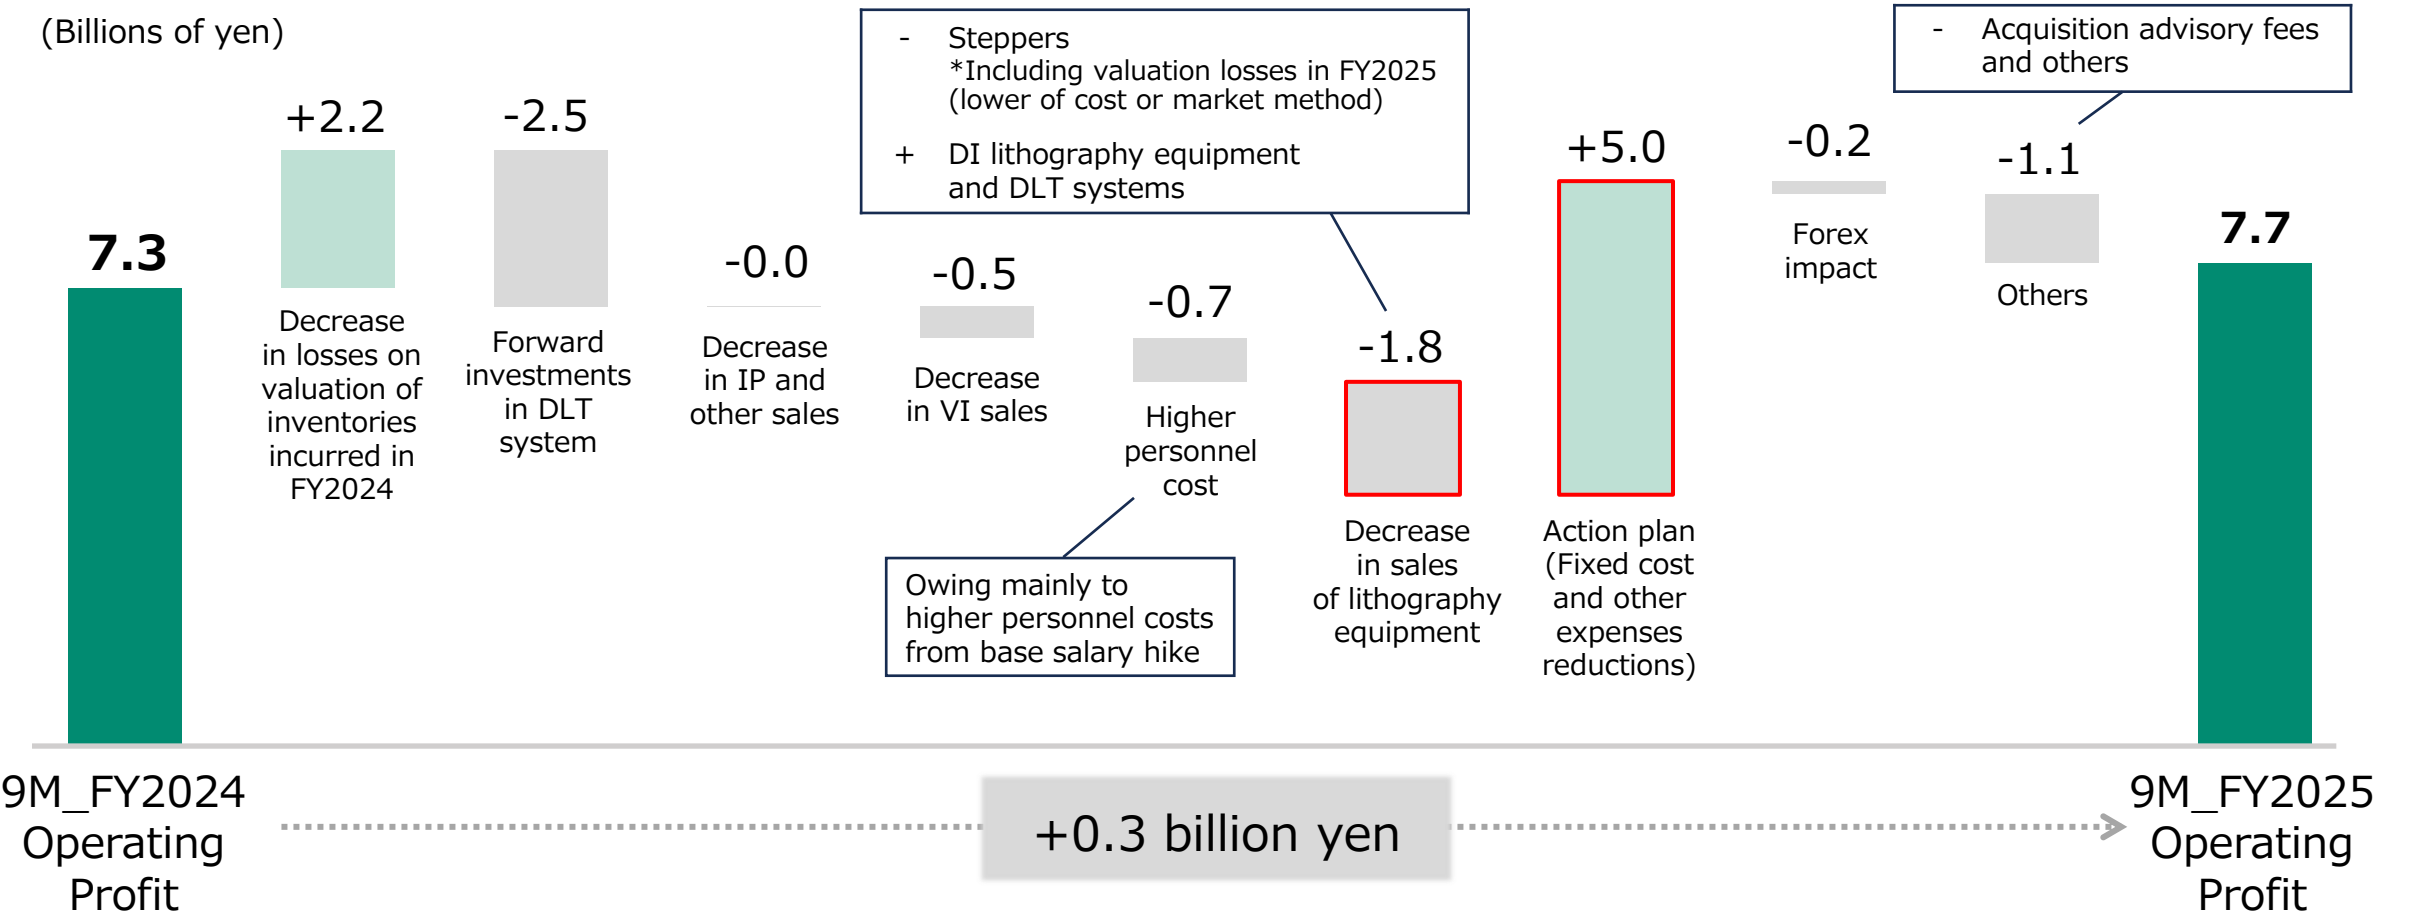 (Billions of yen)
- Steppers
*Including valuation losses in FY2025
(lower of cost or market method)
+ DI lithography equipment
and DLT systems
- Acquisition advisory fees
and others
7.3
+2.2
Decrease
in losses on
valuation of
inventories
incurred in
FY2024
-2.5
Forward
investments
in DLT
system
-0.0
Decrease
in IP and
other sales
-0.5
Decrease
in VI sales
-0.7
Higher
personnel
cost
Owing mainly to
higher personnel costs
from base salary hike
-1.8
Decrease
in sales
of lithography
equipment
+5.0
Action plan
(Fixed cost
and other
expenses
reductions)
-0.2
Forex
impact
-1.1
Others
7.7
9M_FY2024
Operating
Profit
+0.3 billion yen
9M_FY2025
Operating
Profit